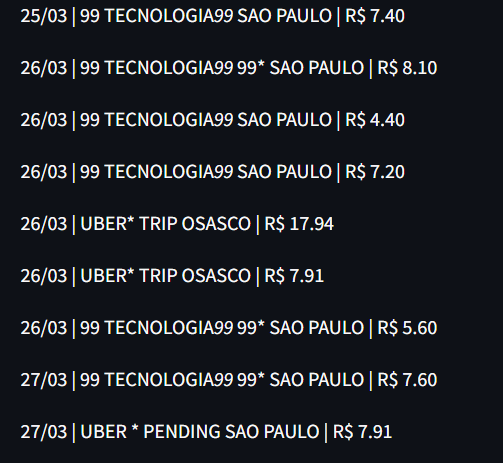 25/03 | 99 TECNOLOGIA99 SAO PAULO | R$ 7.40
26/03 | 99 TECNOLOGIA99 99* SAO PAULO | R$ 8.10
26/03 | 99 TECNOLOGIA99 SAO PAULO | R$ 4.40
26/03 | 99 TECNOLOGIA99 SAO PAULO | R$ 7.20
26/03 | UBER* TRIP OSASCO | R$ 17.94
26/03 | UBER* TRIP OSASCO | R$ 7.91
26/03 | 99 TECNOLOGIA99 99* SAO PAULO | R$ 5.60
27/03 | 99 TECNOLOGIA99 99* SAO PAULO | R$ 7.60
27/03 | UBER * PENDING SAO PAULO | R$ 7.91